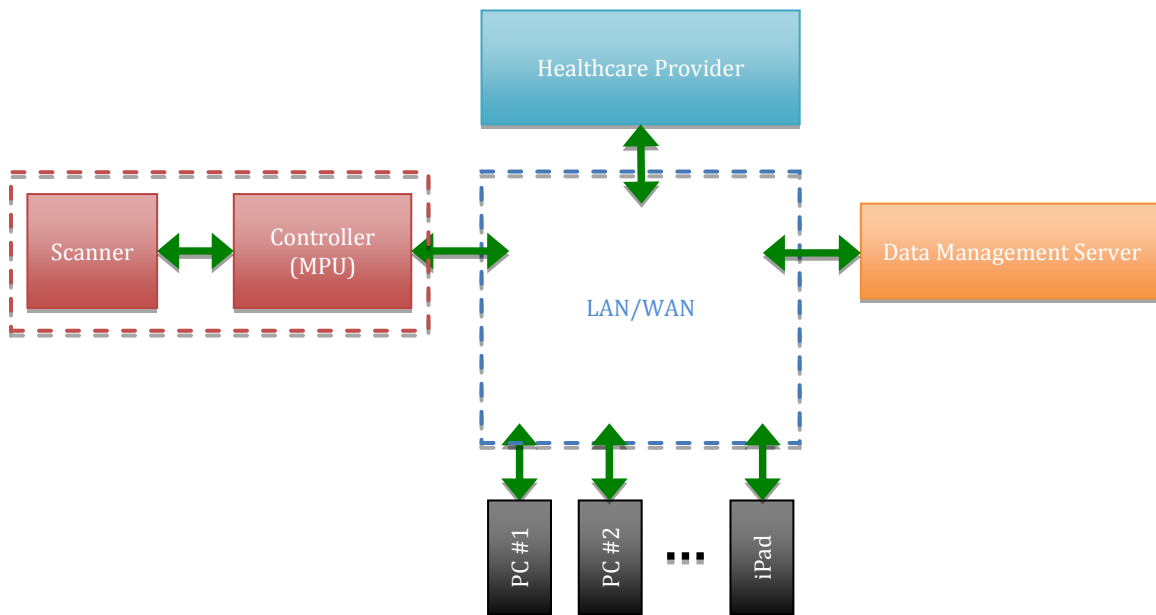 Healthcare Provider
Scanner
Controller
(MPU)
Data Management Server
LAN/WAN
PC #1
PC #2
...
iPad